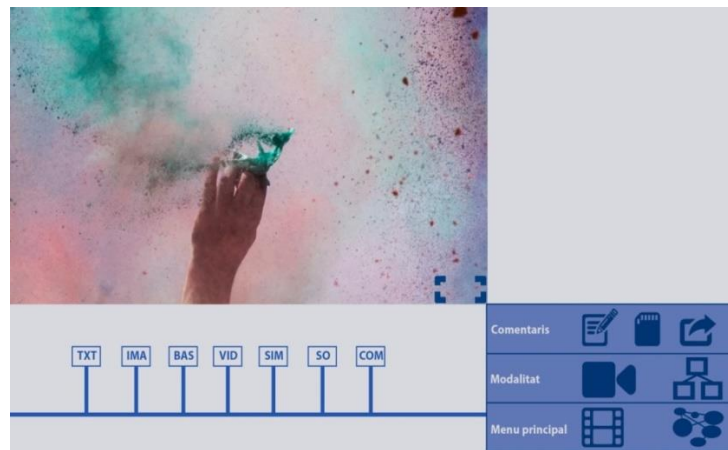 TXT
IMA
BAS
VID
SIM
SO
COM
Comentaris
Modalitat
Menu principal